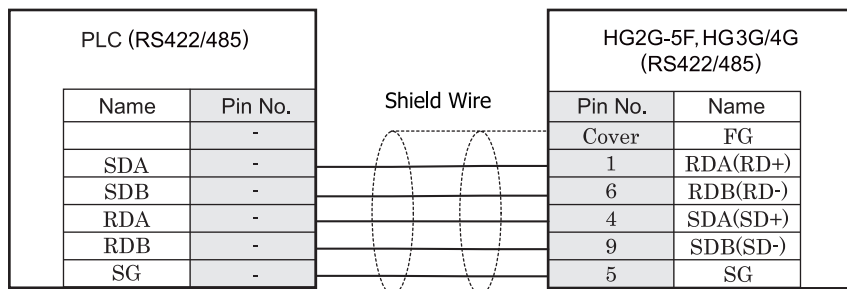 PLC (RS422/485)
HG2G-5F, HG3G/4G
(RS422/485)
Shield Wire
Name Pin No. Pin No. Name
- Cover FG
SDA - 1 RDA(RD+)
SDB - 6 RDB(RD-)
RDA - 4 SDA(SD+)
RDB - 9 SDB(SD-)
SG - 5 SG